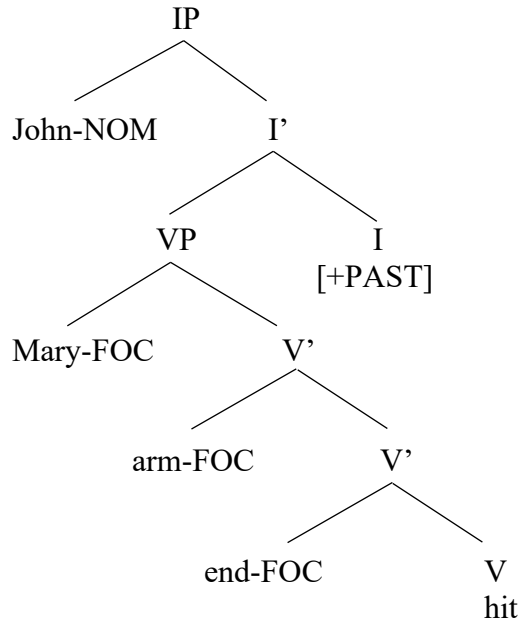 IP
John-NOM I’
VP I
[+PAST]
Mary-FOC V’
arm-FOC V’
end-FOC V
hit